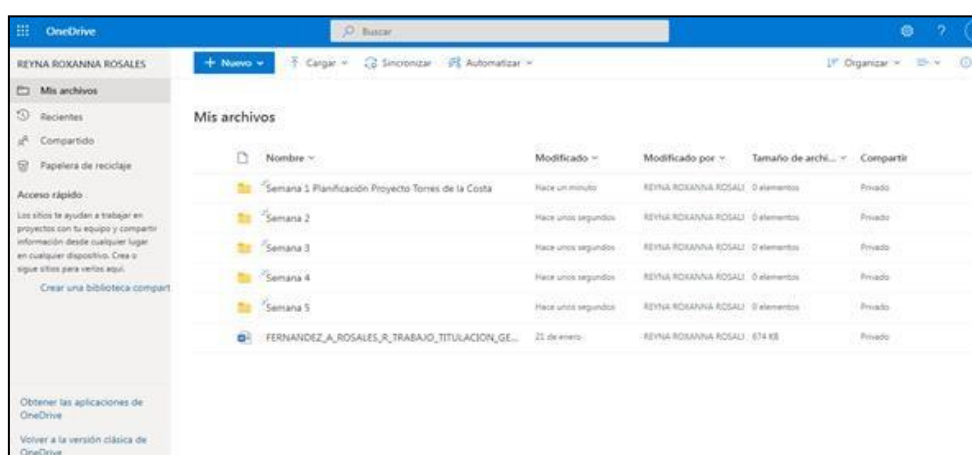 OneDrive
Buscar
?
REYNA ROXANNA ROSALES
+ Nuevo
Cargar
Sincronizar
Automatizar
Organizar
Mis archivos
Recientes
Compartido
Papelera de reciclaje
Acceso rápido
Los sitios te ayudan a trabajar en
proyectos con tu equipo y compartir
información desde cualquier lugar
en cualquier dispositivo. Crea o
sigue sitios para verlos aquí.
Crear una biblioteca compart
Obtener las aplicaciones de
OneDrive
Volver a la versión clásica de
OneDrive
Mis archivos
Nombre Modificado Modificado por Tamaño de archi... Compartir
Semana 1 Planificación Proyecto Torres de la Costa Hace un minuto REYNA ROXANNA ROSALI 0 elementos Privado
Semana 2 Hace unos segundos REYNA ROXANNA ROSALI 0 elementos Privado
Semana 3 Hace unos segundos REYNA ROXANNA ROSALI 0 elementos Privado
Semana 4 Hace unos segundos REYNA ROXANNA ROSALI 0 elementos Privado
Semana 5 Hace unos segundos REYNA ROXANNA ROSALI 0 elementos Privado
FERNANDEZ_A_ROSALES_R_TRABAJO_TITULACION_GE... 21 de enero REYNA ROXANNA ROSALI 674 KB Privado